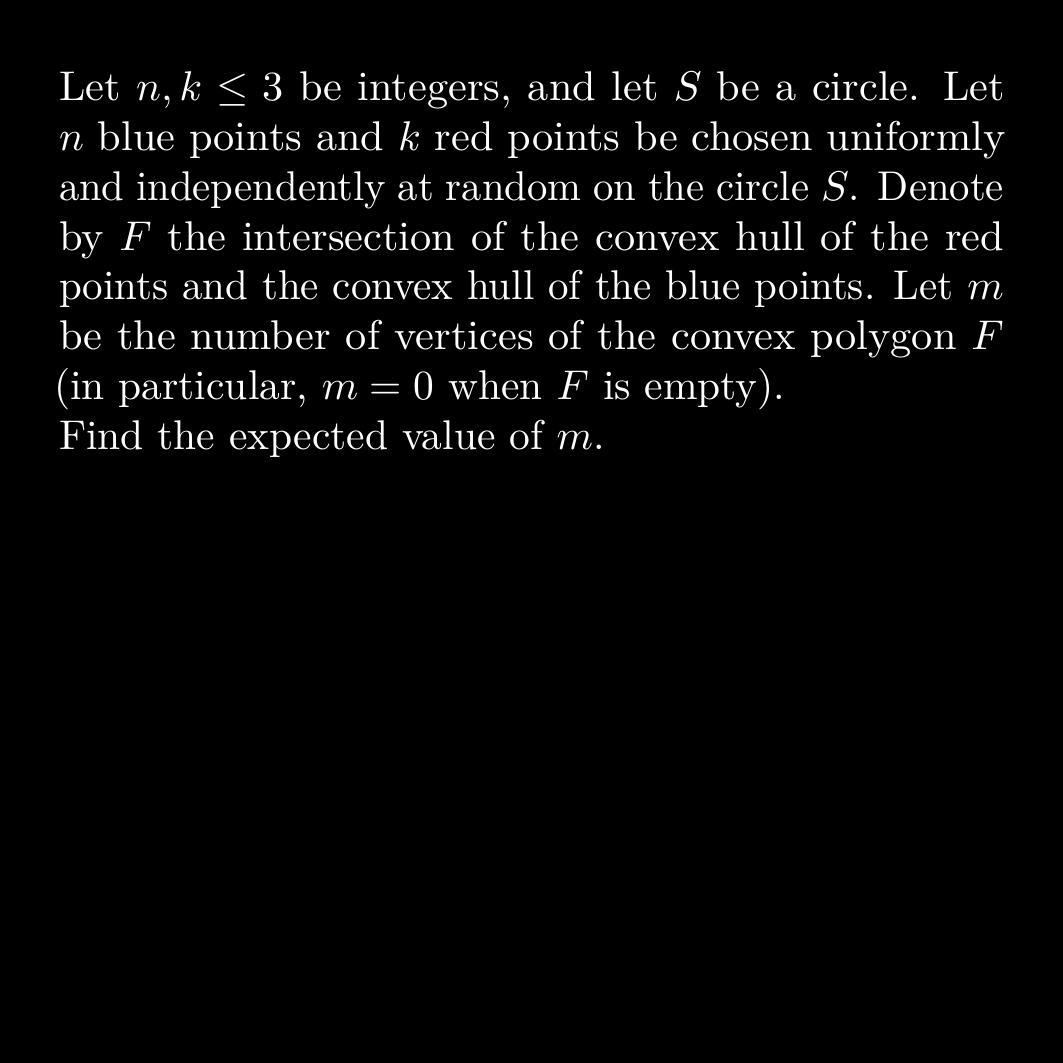 Let n, k ≤ 3 be integers, and let S be a circle. Let
n blue points and k red points be chosen uniformly
and independently at random on the circle S. Denote
by F the intersection of the convex hull of the red
points and the convex hull of the blue points. Let m
be the number of vertices of the convex polygon F
(in particular, m = 0 when F is empty).
Find the expected value of m.